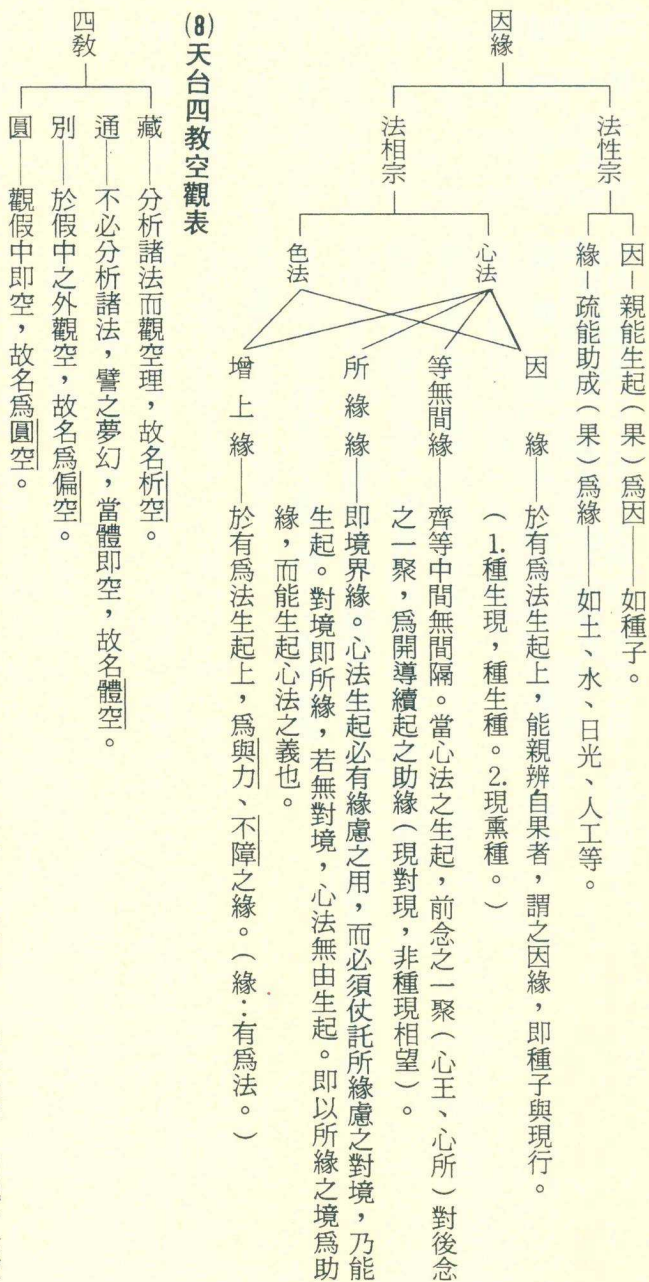 因緣
法性宗
因－親能生起（果）爲因——如種子。
緣－疏能助成（果）爲緣——如土、水、日光、人工等。
法相宗
心法
色法
因緣——於有爲法生起上，能親辨自果者，謂之因緣，即種子與現行。
（1.種生現，種生種。2.現熏種。）
等無間緣——齊等中間無間隔。當心法之生起，前念之一聚（心王、心所）對後念
之一聚，爲開導續起之助緣（現對現，非種現相望）。
所緣緣——即境界緣。心法生起必有緣慮之用，而必須仗託所緣慮之對境，乃能
生起。對境即所緣，若無對境，心法無由生起。即以所緣之境爲助
緣，而能生起心法之義也。
增上緣——於有爲法生起上，爲與力、不障之緣。（緣：有爲法。）
(8)天台四教空觀表
四教
藏——分析諸法而觀空理，故名析空。
通——不必分析諸法，譬之夢幻，當體即空，故名體空。
別——於假中之外觀空，故名爲偏空。
圓——觀假中即空，故名爲圓空。